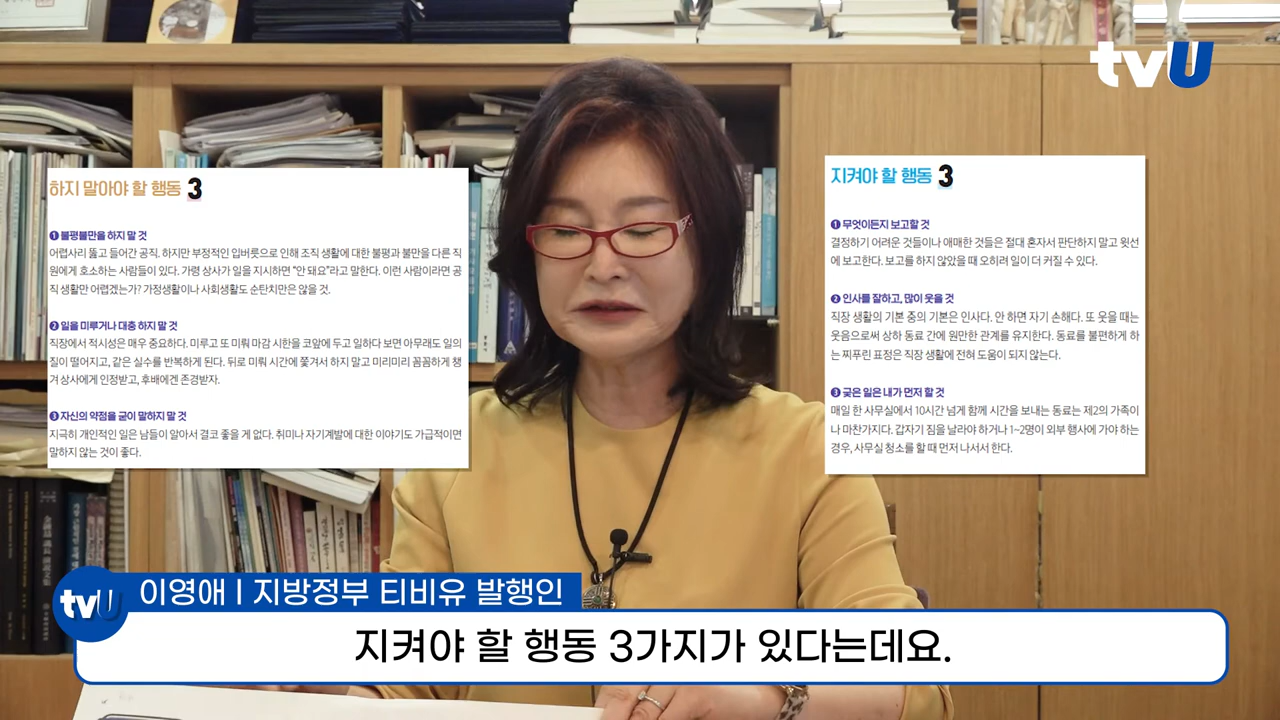 tvU
하지 말아야 할 행동 3
❶ 불평불만을 하지 말 것
어렵사리 뚫고 들어간 공직. 하지만 부정적인 입버릇으로 인해 조직 생활에 대한 불평과 불만을 다른 직
원에게 호소하는 사람들이 있다. 가령 상사가 일을 지시하면 “안 돼요”라고 말한다. 이런 사람이라면 공
직 생활만 어렵겠는가? 가정생활이나 사회생활도 순탄치만은 않을 것.
❷ 일을 미루거나 대충 하지 말 것
직장에서 적시성은 매우 중요하다. 미루고 또 미뤄 마감 시한을 코앞에 두고 일하다 보면 아무래도 일의
질이 떨어지고, 같은 실수를 반복하게 된다. 뒤로 미뤄 시간에 쫓겨서 하지 말고 미리미리 꼼꼼하게 챙
겨 상사에게 인정받고, 후배에겐 존경받자.
❸ 자신의 약점을 굳이 말하지 말 것
지극히 개인적인 일은 남들이 알아서 결코 좋을 게 없다. 취미나 자기계발에 대한 이야기도 가급적이면
말하지 않는 것이 좋다.
지켜야 할 행동 3
❶ 무엇이든지 보고할 것
결정하기 어려운 것들이나 애매한 것들은 절대 혼자서 판단하지 말고 윗선
에 보고한다. 보고를 하지 않았을 때 오히려 일이 더 커질 수 있다.
❷ 인사를 잘하고, 많이 웃을 것
직장 생활의 기본 중의 기본은 인사다. 안 하면 자기 손해다. 또 웃을 때는
웃음으로써 상하 동료 간에 원만한 관계를 유지한다. 동료를 불편하게 하
는 찌푸린 표정은 직장 생활에 전혀 도움이 되지 않는다.
❸ 궂은 일은 내가 먼저 할 것
매일 한 사무실에서 10시간 넘게 함께 시간을 보내는 동료는 제2의 가족이
나 마찬가지다. 갑자기 짐을 날라야 하거나 1~2명이 외부 행사에 가야 하는
경우, 사무실 청소를 할 때 먼저 나서서 한다.
tvU
이영애 | 지방정부 티비유 발행인
지켜야 할 행동 3가지가 있다는데요.